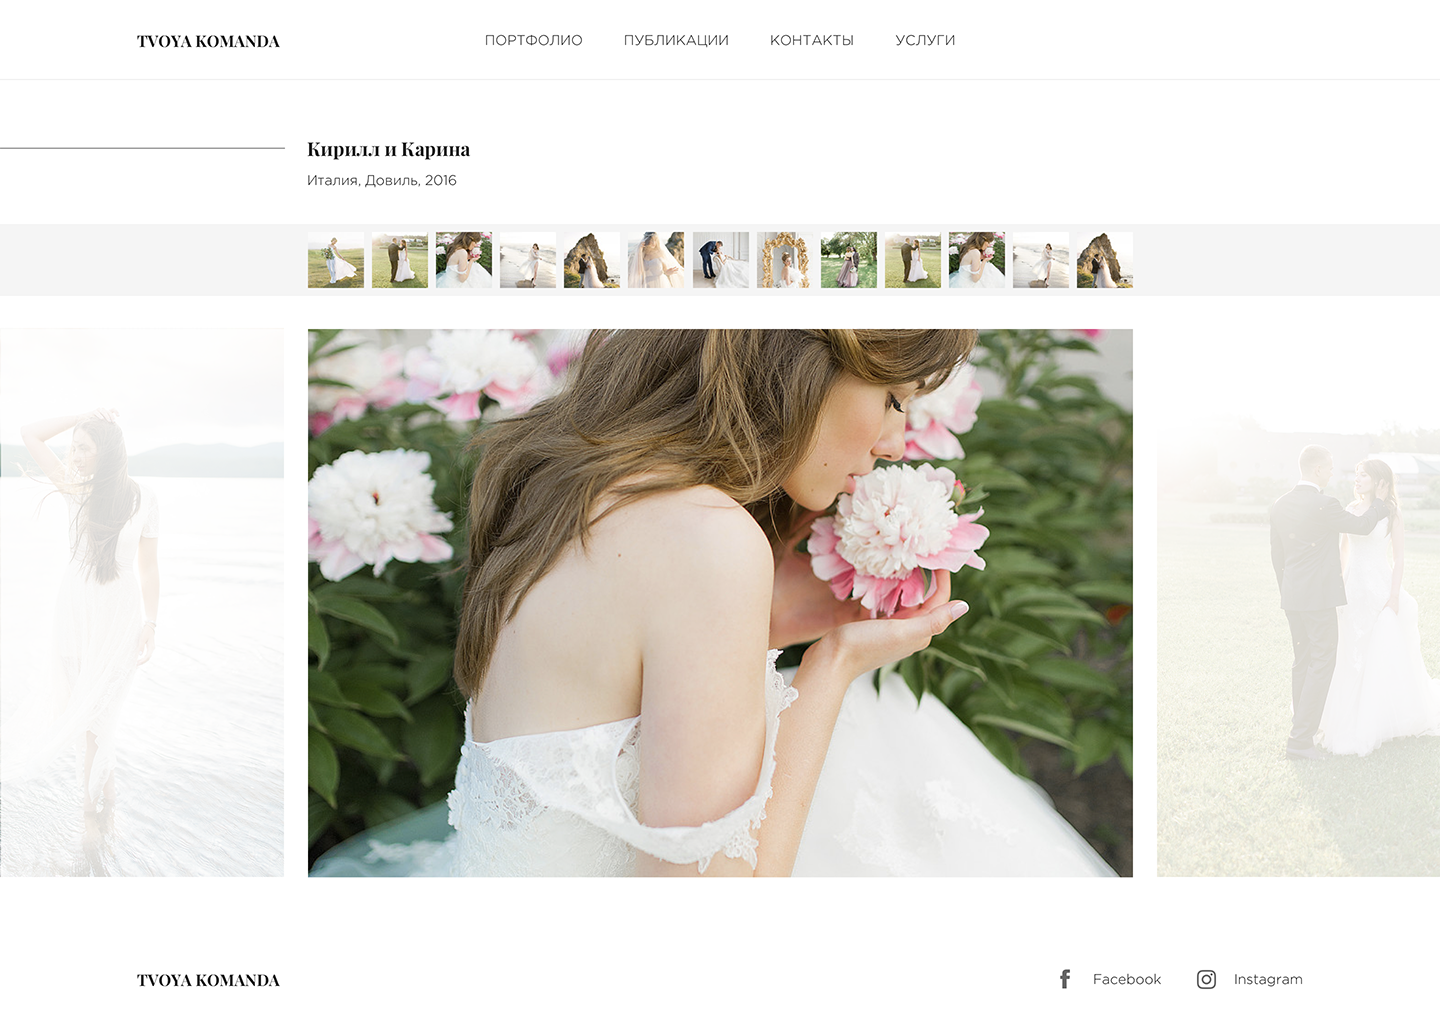 TVOYA KOMANDA
ПОРТФОЛИО
ПУБЛИКАЦИИ
КОНТАКТЫ
УСЛУГИ
Кирилл и Карина
Италия, Довиль, 2016
TVOYA KOMANDA
Facebook
Instagram